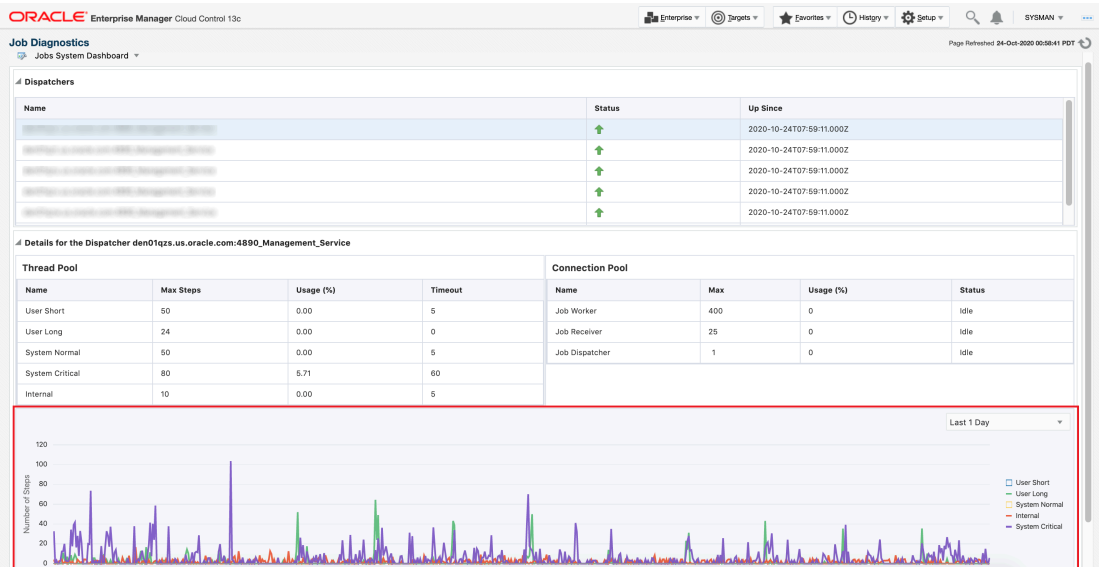 ORACLE Enterprise Manager Cloud Control 13c Enterprise Targets Favorites History Setup SYSMAN
Job Diagnostics Page Refreshed 24-Oct-2020 00:58:41 PDT
Jobs System Dashboard
Dispatchers
Name Status Up Since
2020-10-24T07:59:11.000Z
2020-10-24T07:59:11.000Z
2020-10-24T07:59:11.000Z
2020-10-24T07:59:11.000Z
2020-10-24T07:59:11.000Z
Details for the Dispatcher den01qzs.us.oracle.com:4890_Management_Service
Thread Pool
Name Max Steps Usage (%) Timeout
User Short 50 0.00 5
User Long 24 0.00 0
System Normal 50 0.00 5
System Critical 80 5.71 60
Internal 10 0.00 5
Connection Pool
Name Max Usage (%) Status
Job Worker 400 0 Idle
Job Receiver 25 0 Idle
Job Dispatcher 1 0 Idle
Last 1 Day
Number of Steps
120
100
80
60
40
20
0
User Short
User Long
System Normal
Internal
System Critical